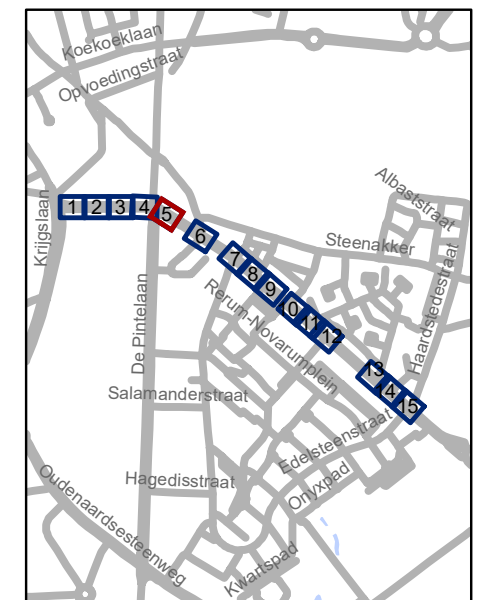 Koekoeklaan
Opvoedingstraat
Albaststraat
Krijgslaan
1 2 3 4 5
6
Steenakker
7
8
9
Haardstedestraat
De Pintelaan
Rerum-Novarumplein
10
11
12
13
14
15
Salamanderstraat
Edelsteenstraat
Hagedisstraat
Onyxpad
Oudenaardsesteenweg
Kwartspad